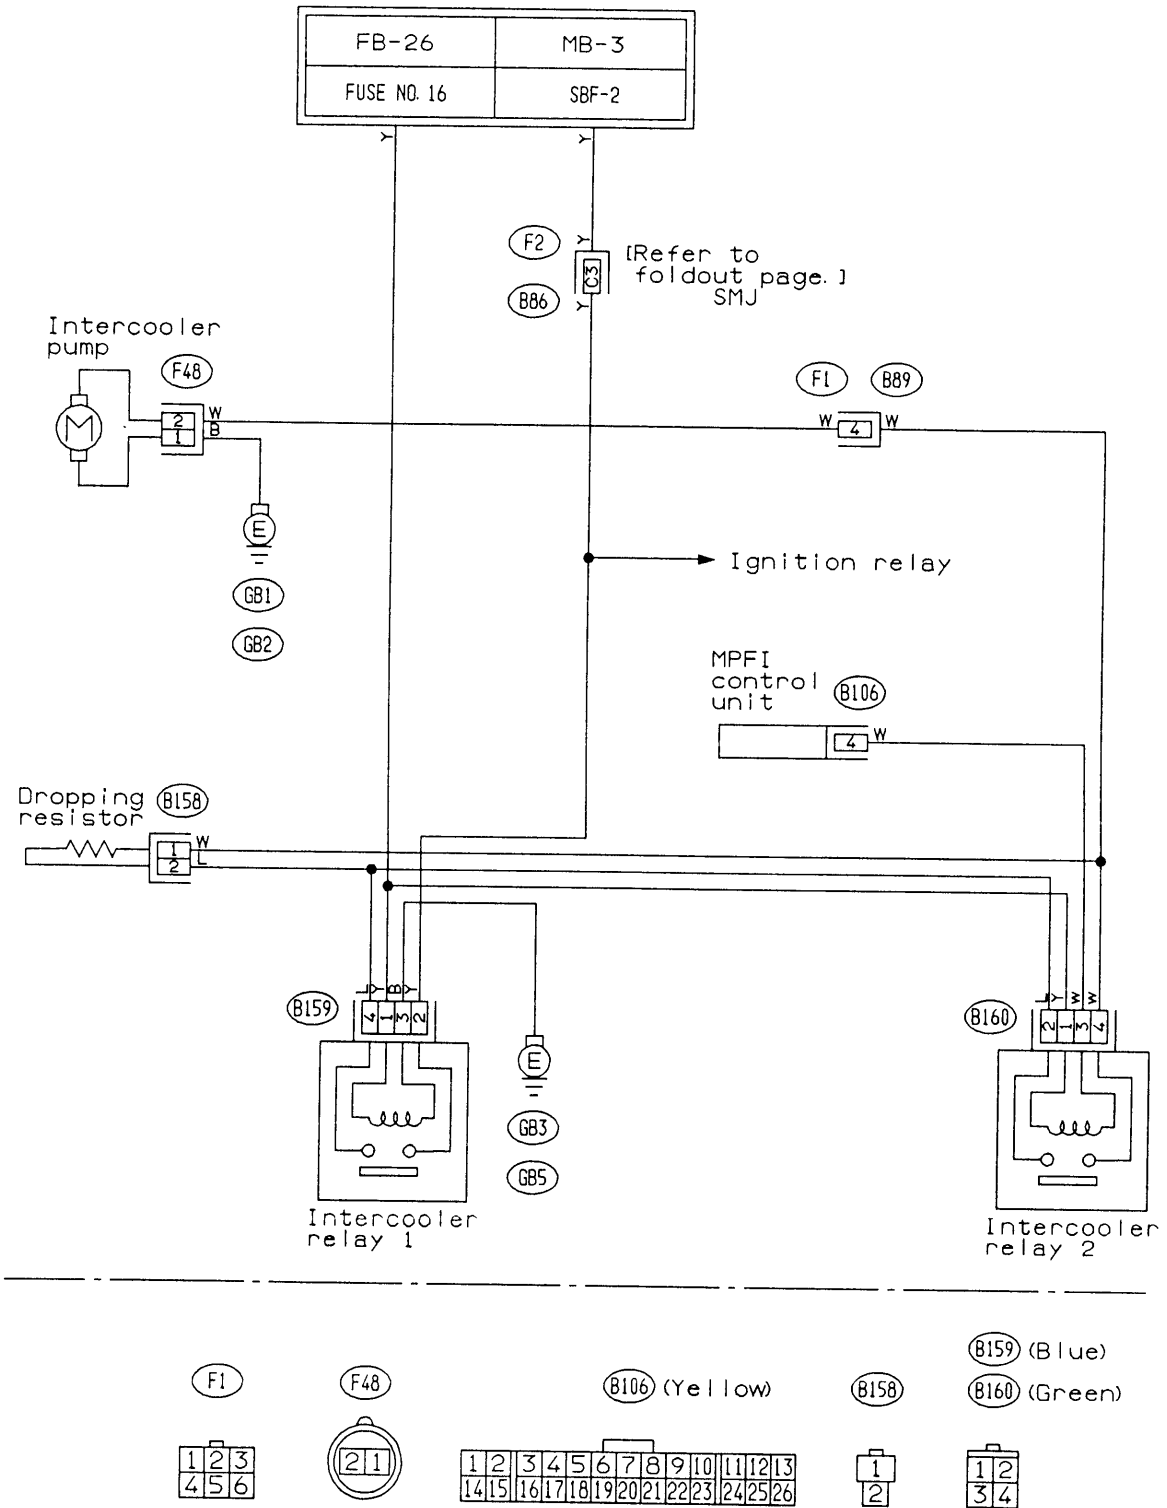 FB-26 MB-3
FUSE NO. 16 SBF-2
Y Y
F2 Y
C3
[Refer to
foldout page. ]
SMJ
B86 Y
Intercooler
pump
F48
F1 B89
M
2 W
1 B
W 4 W
E
GB1
GB2
Ignition relay
MPFI
control
unit
B106
4 W
Dropping
resistor
B158
1 W
2 L
L Y B Y
B159
4 1 3 2
L Y W W
B160
2 1 3 4
E
GB3
GB5
Intercooler
relay 1
Intercooler
relay 2
B159 (Blue)
F1 F48 B106 (Yellow) B158 B160 (Green)
1 2 3
4 5 6
2 1
1 2 3 4 5 6 7 8 9 10 11 12 13
14 15 16 17 18 19 20 21 22 23 24 25 26
1
2
1 2
3 4